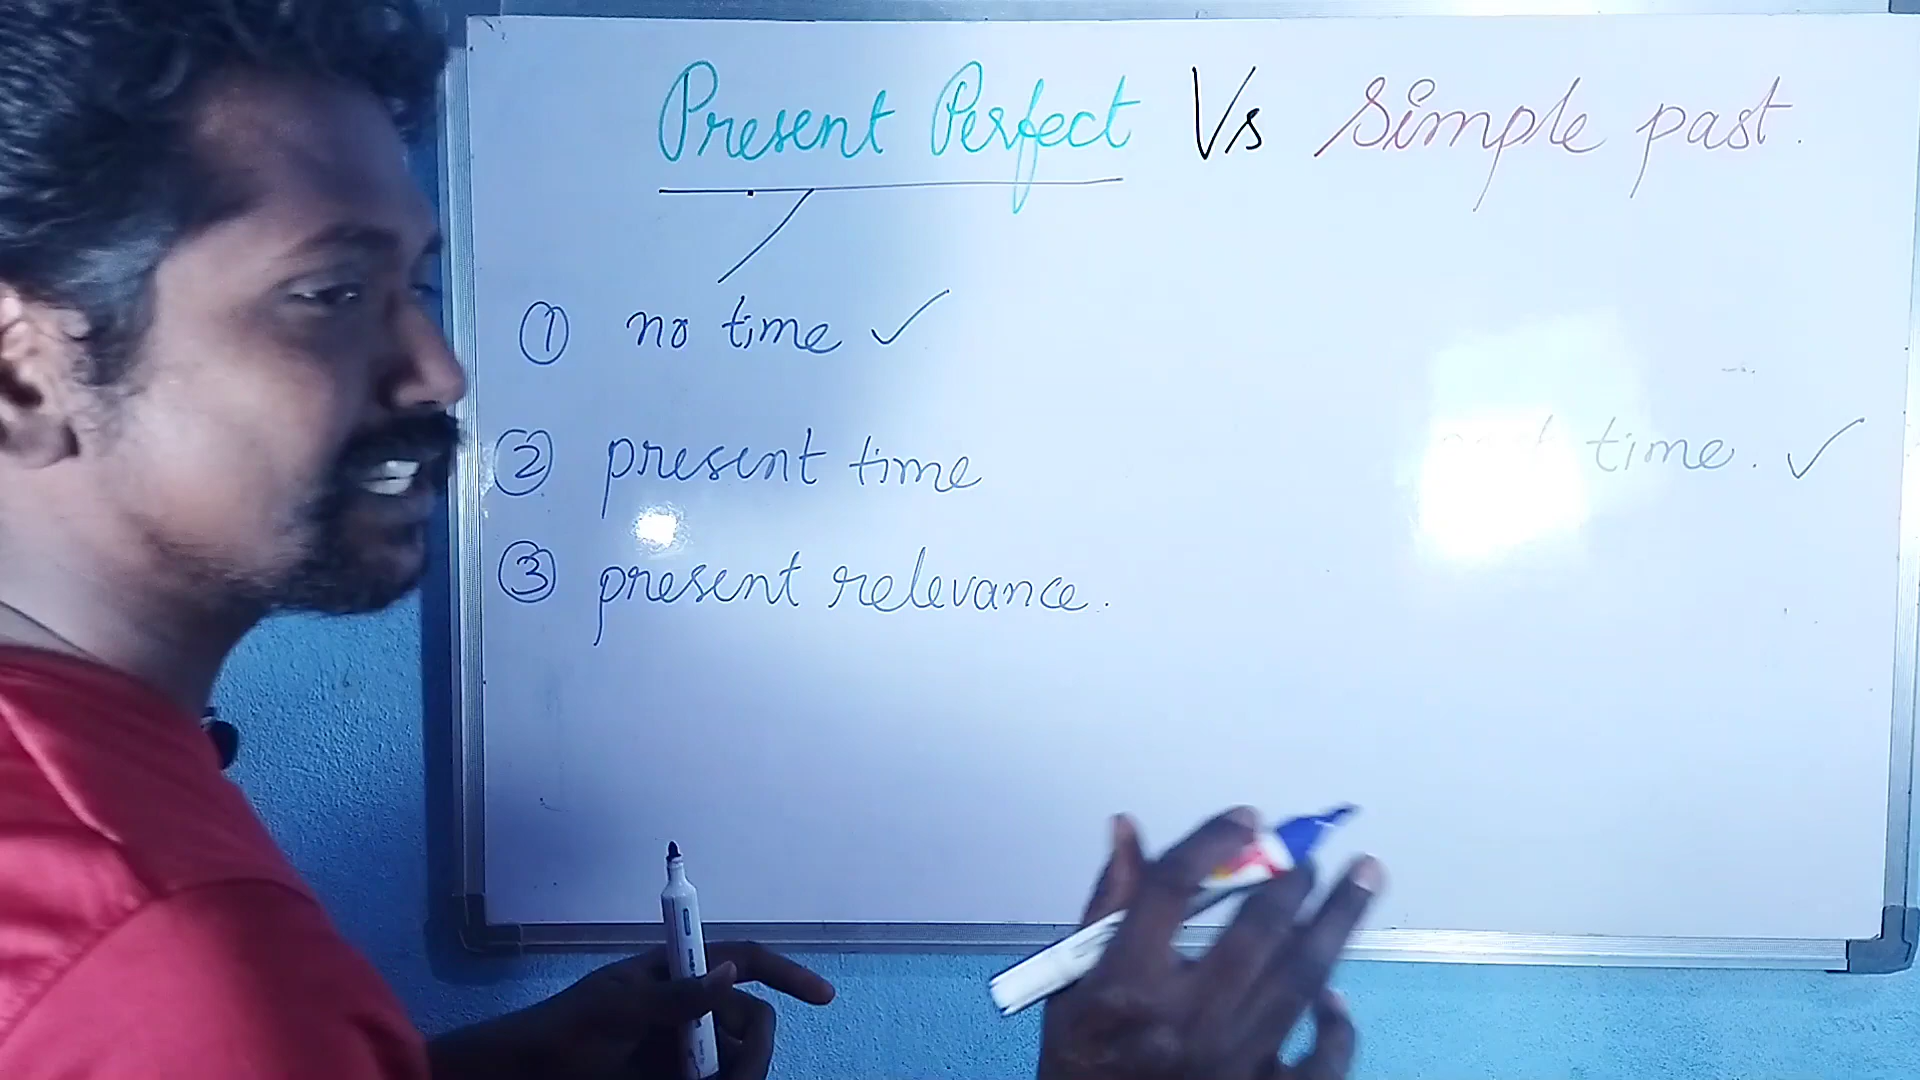 Present Perfect Vs Simple past.
① no time ✓
② present time
time. ✓
③ present relevance.